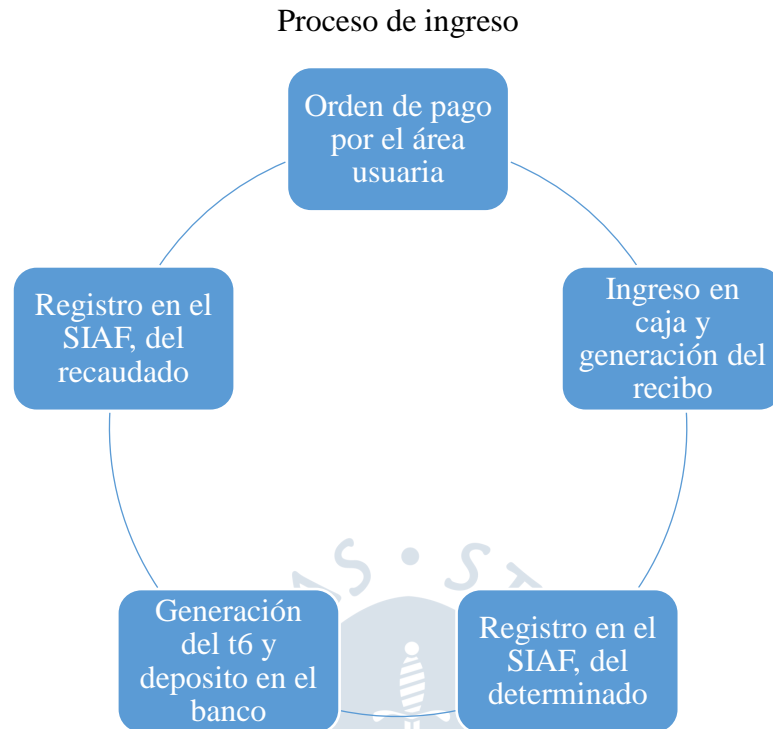 Proceso de ingreso
Orden de pago
por el área
usuaria
Ingreso en
caja y
generación del
recibo
Registro en el
SIAF, del
determinado
Generación
del t6 y
deposito en el
banco
Registro en el
SIAF, del
recaudado